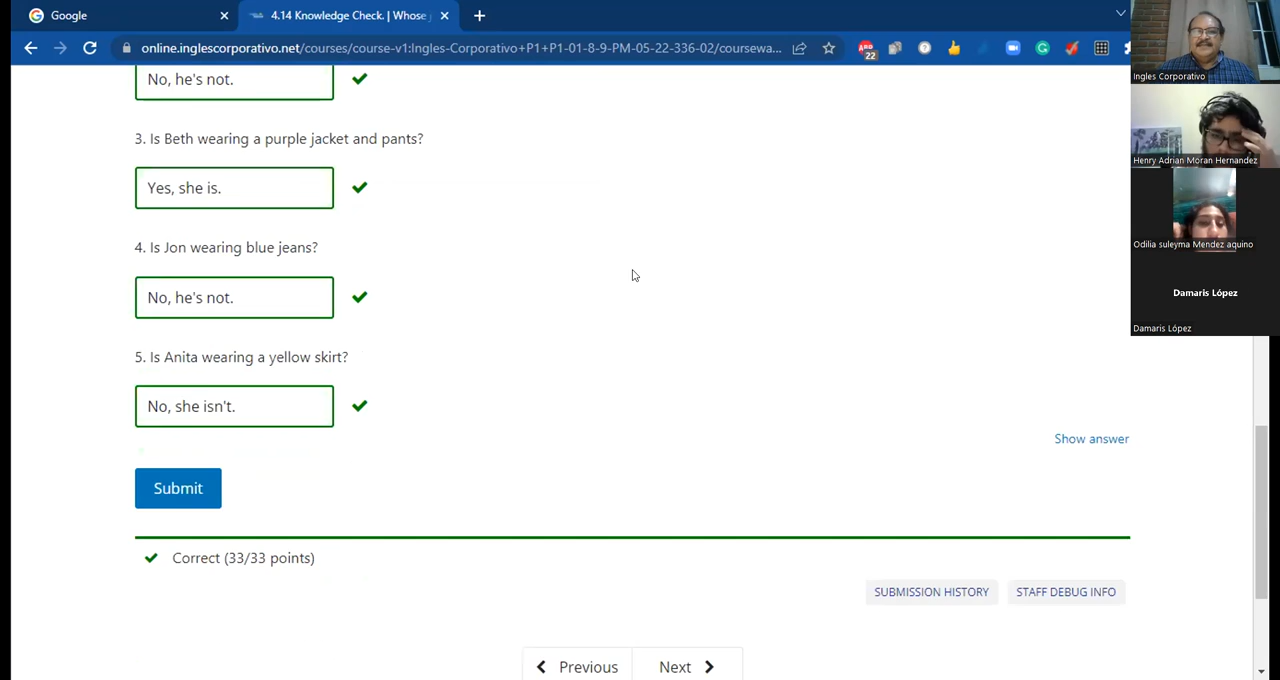 Google
4.14 Knowledge Check. | Whose
online.inglescorporativo.net/courses/course-v1:Ingles-Corporativo+P1+P1-01-8-9-PM-05-22-336-02/coursewa...
ABP
22
Ingles Corporativo
No, he's not.
Henry Adrian Moran Hernandez
3. Is Beth wearing a purple jacket and pants?
Yes, she is.
Odilia suleyma Mendez aquino
4. Is Jon wearing blue jeans?
No, he's not.
Damaris López
Damaris López
5. Is Anita wearing a yellow skirt?
No, she isn't.
Show answer
Submit
Correct (33/33 points)
SUBMISSION HISTORY
STAFF DEBUG INFO
Previous
Next